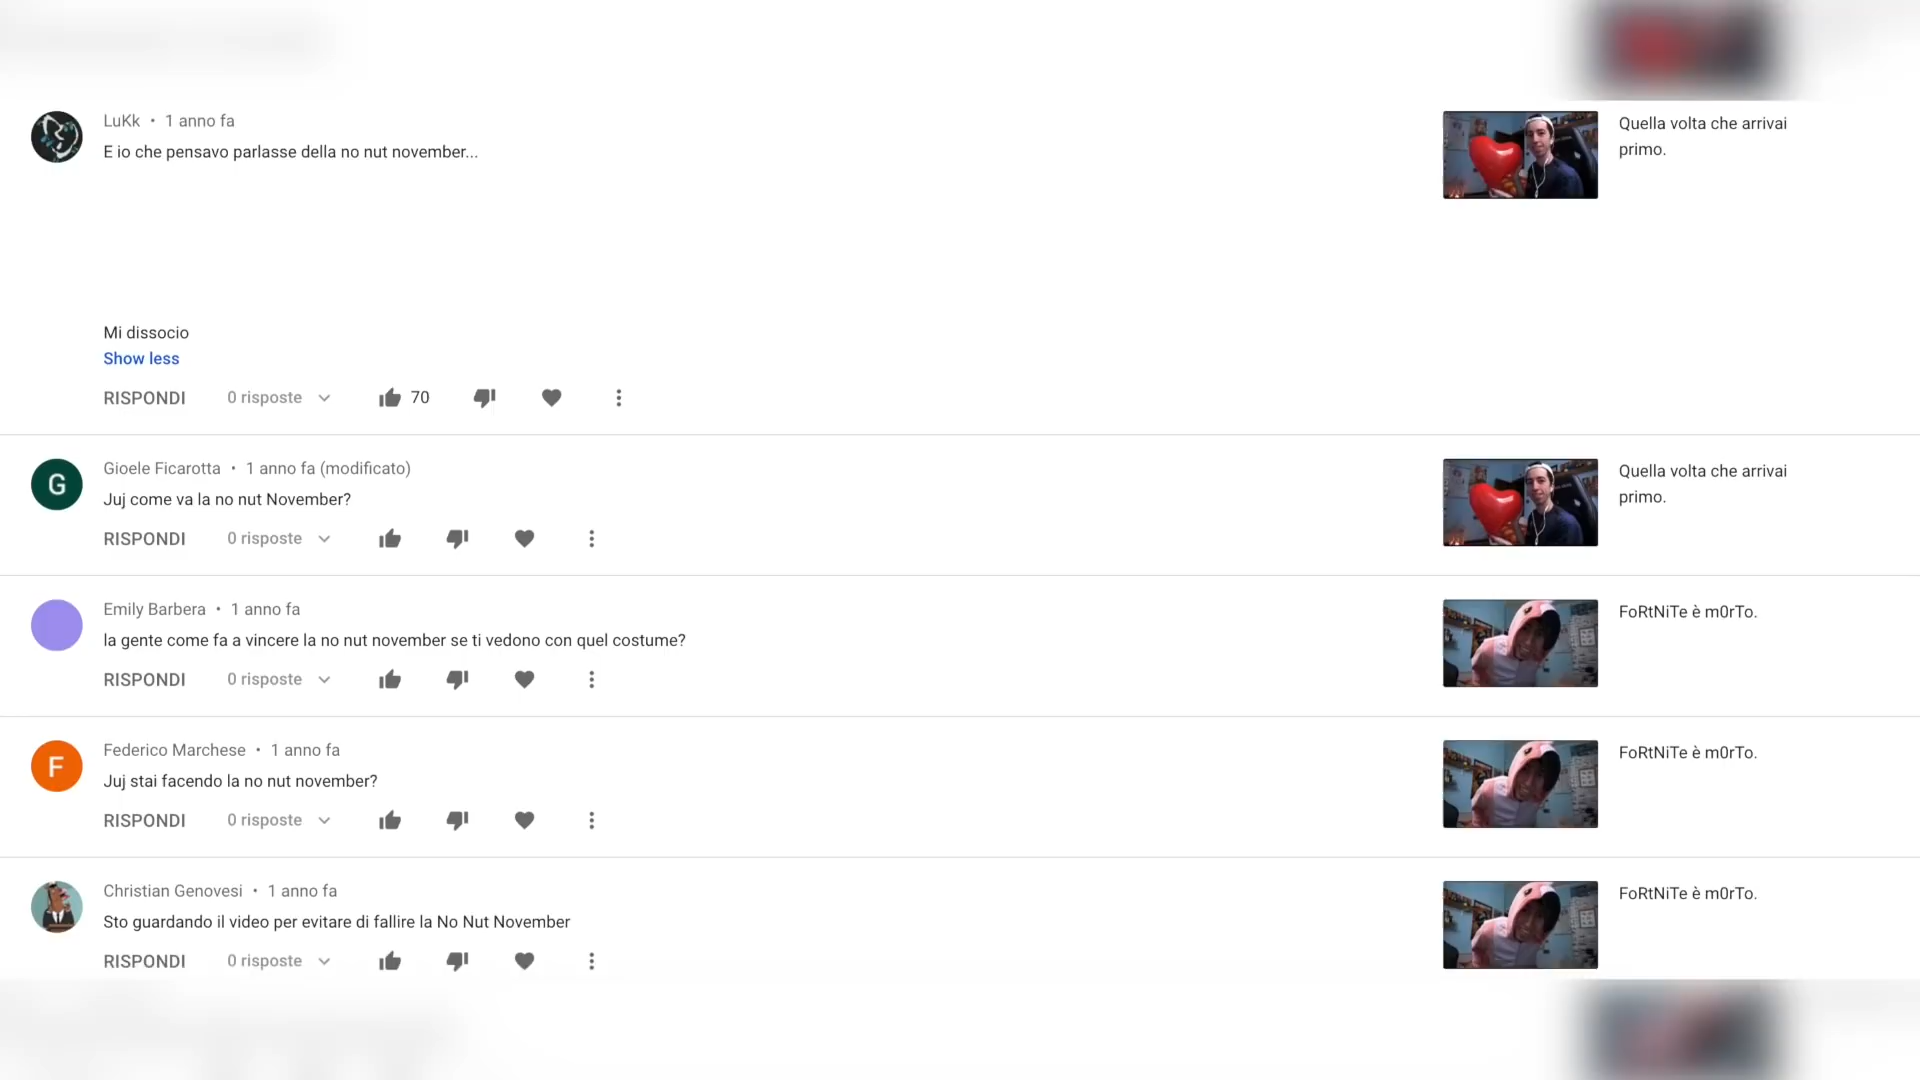 LuKk • 1 anno fa
E io che pensavo parlasse della no nut november...
Quella volta che arrivai
primo.
Mi dissocio
Show less
RISPONDI 0 risposte 70
G
Gioele Ficarotta • 1 anno fa (modificato)
Juj come va la no nut November?
RISPONDI 0 risposte
Quella volta che arrivai
primo.
Emily Barbera • 1 anno fa
la gente come fa a vincere la no nut november se ti vedono con quel costume?
RISPONDI 0 risposte
FoRtNiTe è m0rTo.
F
Federico Marchese • 1 anno fa
Juj stai facendo la no nut november?
RISPONDI 0 risposte
FoRtNiTe è m0rTo.
Christian Genovesi • 1 anno fa
Sto guardando il video per evitare di fallire la No Nut November
RISPONDI 0 risposte
FoRtNiTe è m0rTo.